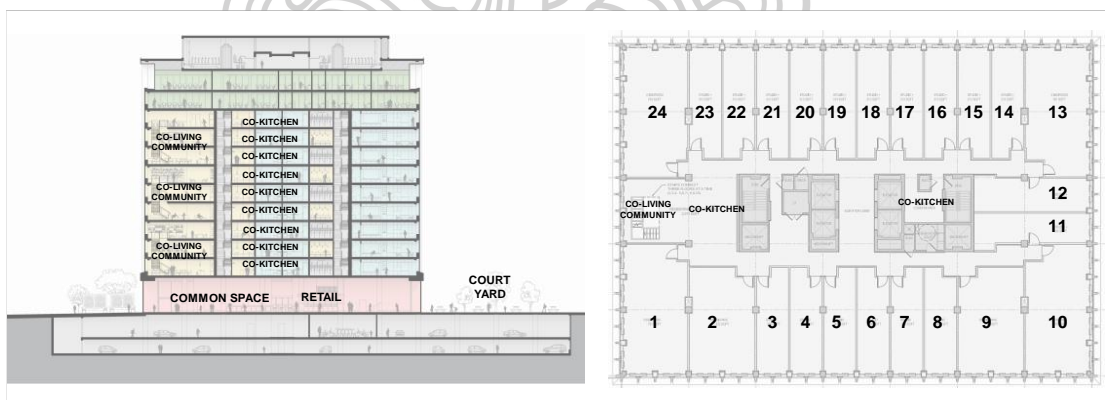 CO-KITCHEN
CO-LIVING
COMMUNITY
CO-KITCHEN
CO-KITCHEN
CO-KITCHEN
CO-LIVING
COMMUNITY
CO-KITCHEN
CO-KITCHEN
CO-KITCHEN
CO-LIVING
COMMUNITY
CO-KITCHEN
CO-KITCHEN
COMMON SPACE RETAIL
COURT
YARD
24 23 22 21 20 19 18 17 16 15 14 13
12
CO-LIVING
COMMUNITY
CO-KITCHEN
CO-KITCHEN
11
1 2 3 4 5 6 7 8 9 10